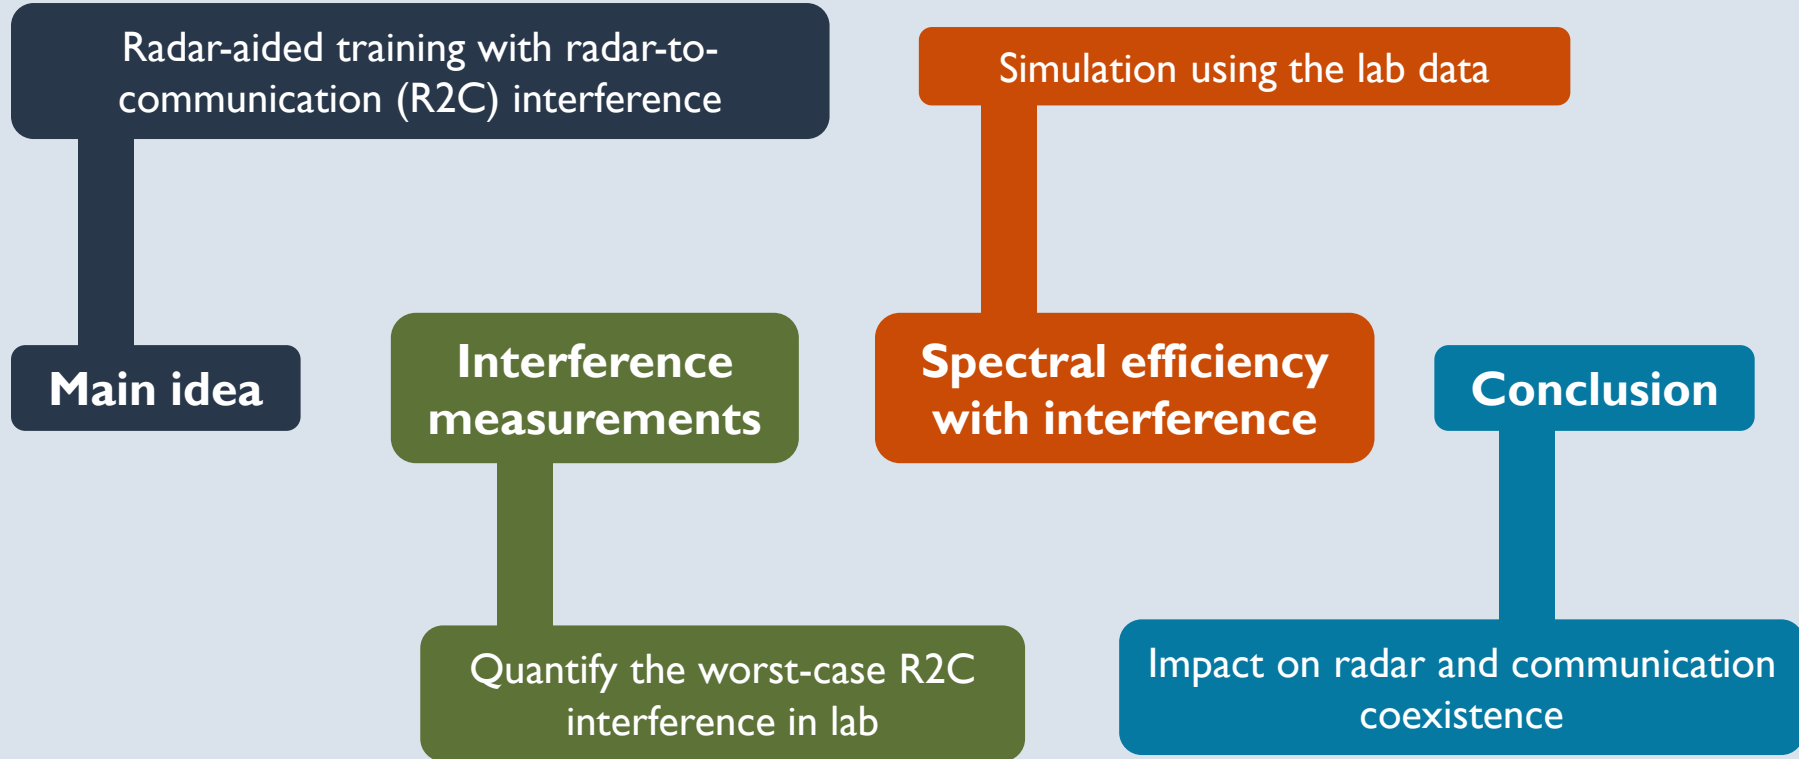 Radar-aided training with radar-to-
communication (R2C) interference
Main idea
Interference
measurements
Quantify the worst-case R2C
interference in lab
Simulation using the lab data
Spectral efficiency
with interference
Conclusion
Impact on radar and communication
coexistence